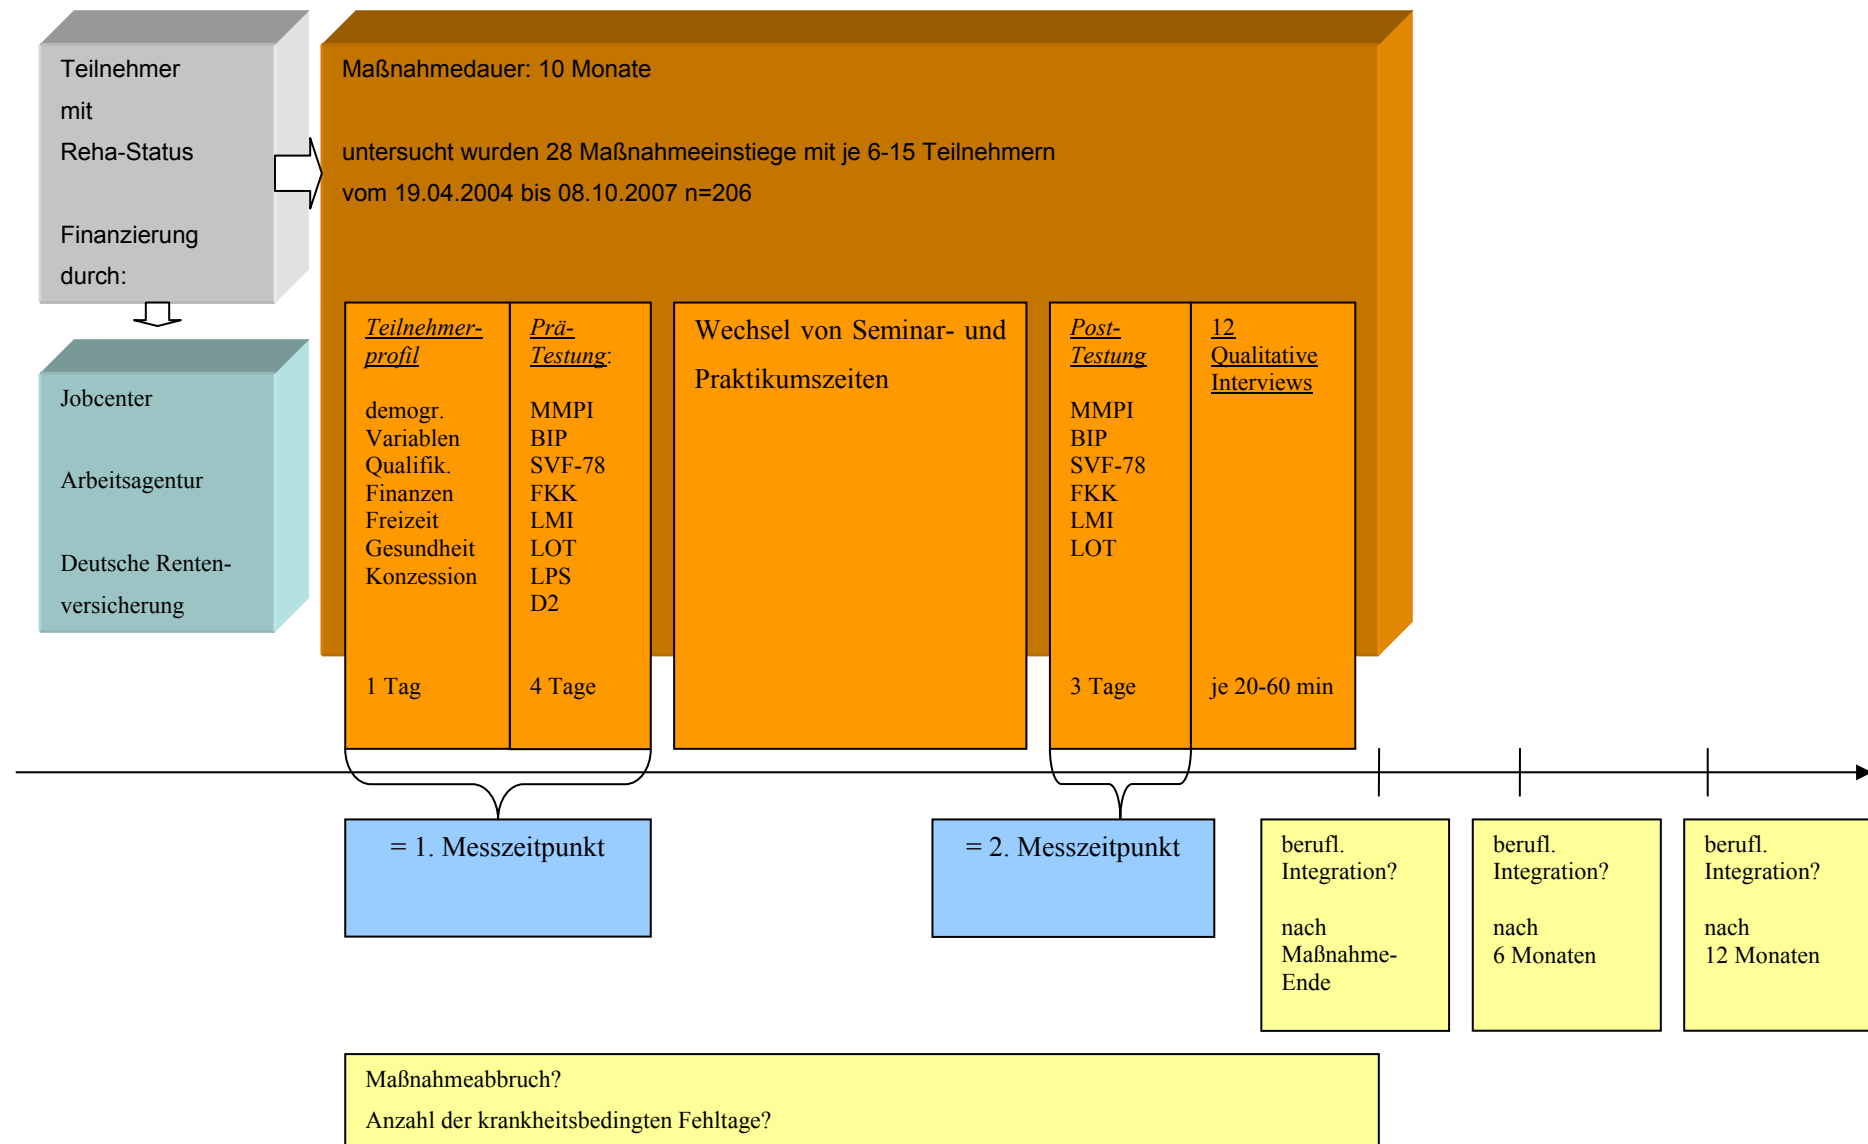 Teilnehmer
mit
Reha-Status
Finanzierung
durch:
Jobcenter
Arbeitsagentur
Deutsche Renten-
versicherung
Maßnahmedauer: 10 Monate
untersucht wurden 28 Maßnahmeeinstiege mit je 6-15 Teilnehmern
vom 19.04.2004 bis 08.10.2007 n=206
Teilnehmer-
profil
demogr.
Variablen
Qualifik.
Finanzen
Freizeit
Gesundheit
Konzession
1 Tag
Prä-
Testung:
MMPI
BIP
SVF-78
FKK
LMI
LOT
LPS
D2
4 Tage
Wechsel von Seminar- und
Praktikumszeiten
Post-
Testung
MMPI
BIP
SVF-78
FKK
LMI
LOT
3 Tage
12
Qualitative
Interviews
je 20-60 min
= 1. Messzeitpunkt
= 2. Messzeitpunkt
berufl.
Integration?
nach
Maßnahme-
Ende
berufl.
Integration?
nach
6 Monaten
berufl.
Integration?
nach
12 Monaten
Maßnahmeabbruch?
Anzahl der krankheitsbedingten Fehltage?